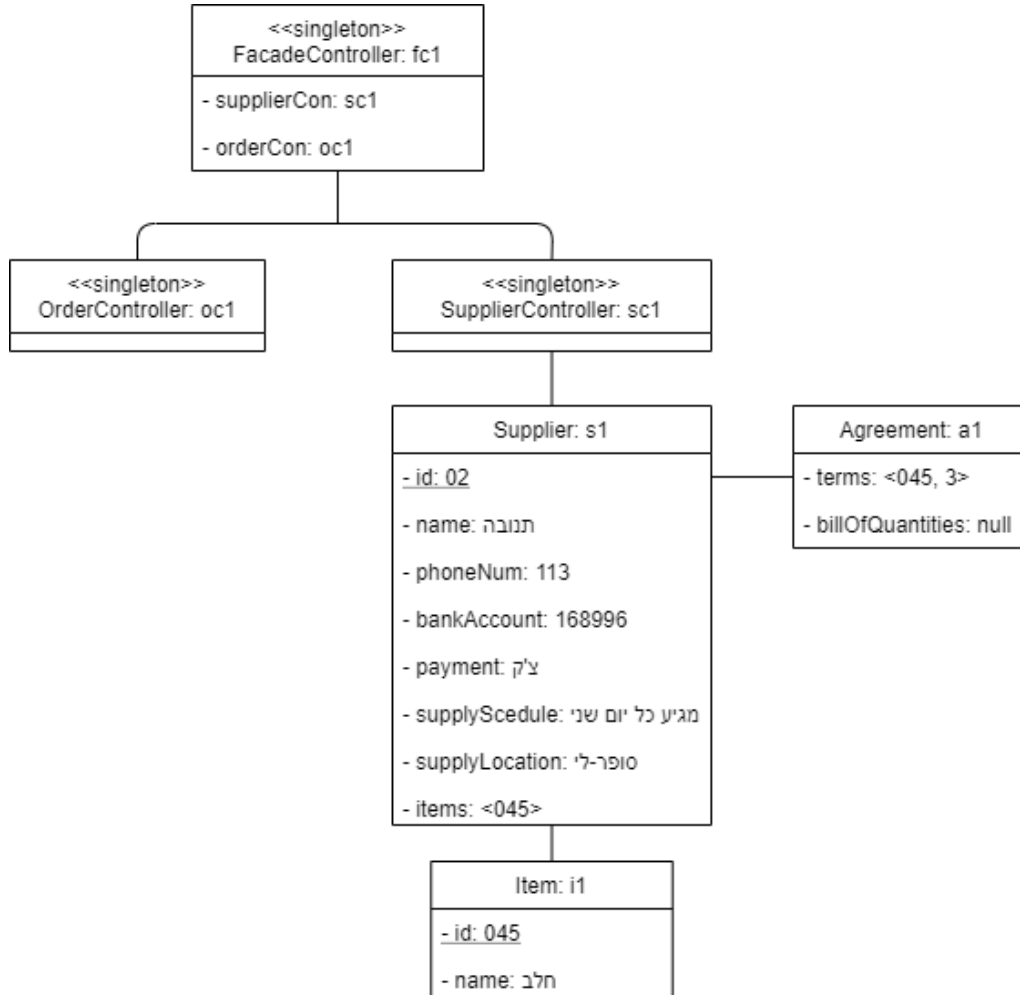 <<singleton>>
FacadeController: fc1
- supplierCon: sc1
- orderCon: oc1
<<singleton>>
OrderController: oc1
<<singleton>>
SupplierController: sc1
Supplier: s1
- id: 02
- name: תנובה
- phoneNum: 113
- bankAccount: 168996
- payment: צ'ק
- supplyScedule: מגיע כל יום שני
- supplyLocation: סופר-לי
- items: <045>
Agreement: a1
- terms: <045, 3>
- billOfQuantities: null
Item: i1
- id: 045
- name: חלב